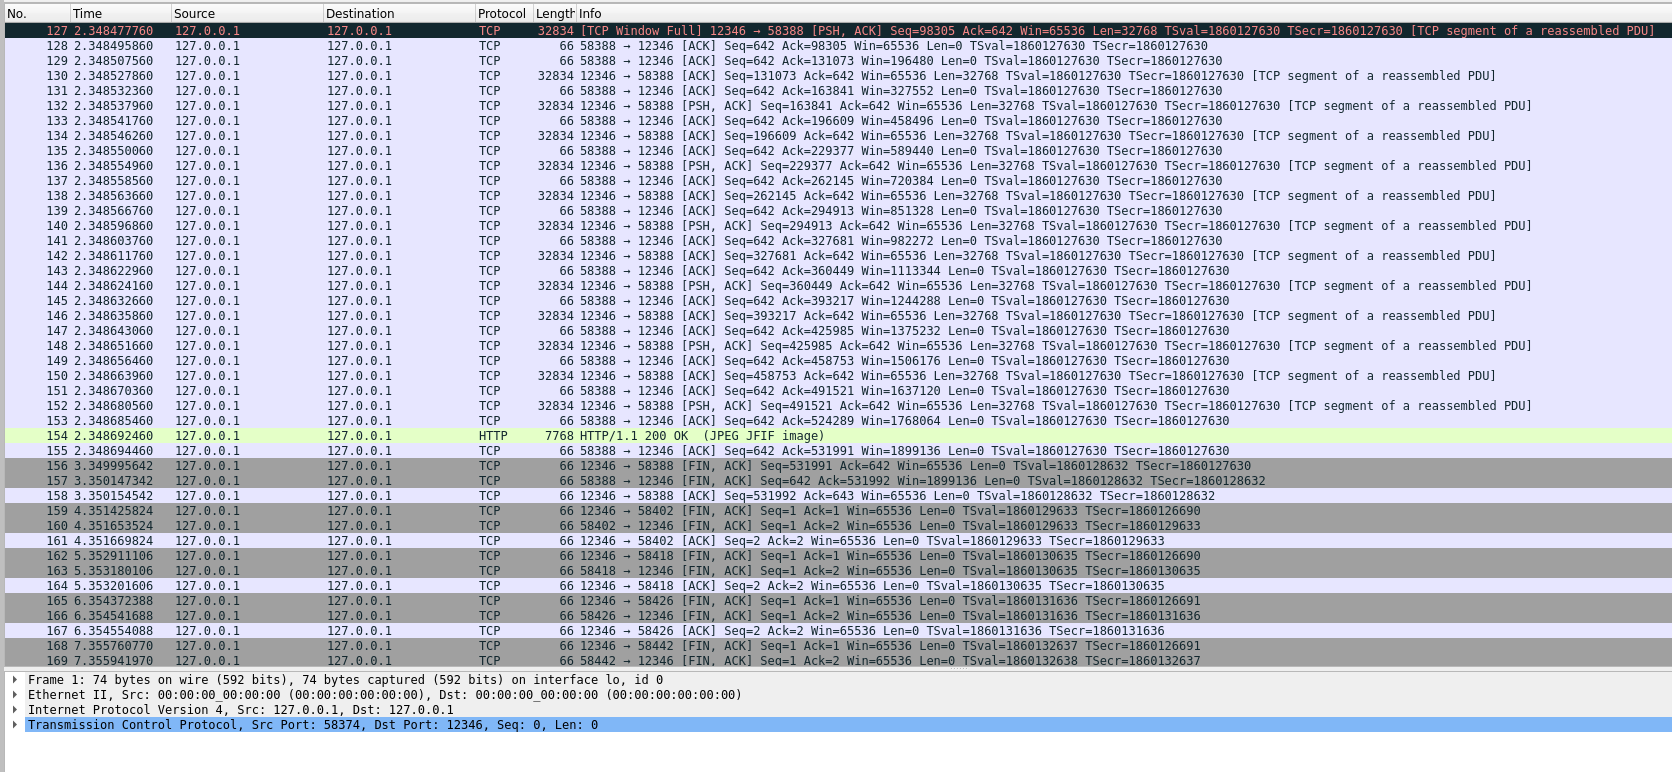 No. Time Source Destination Protocol Length Info
127 2.348477760 127.0.0.1 127.0.0.1 TCP 32834 [TCP Window Full] 12346 → 58388 [PSH, ACK] Seq=98305 Ack=642 Win=65536 Len=32768 TSval=1860127630 TSecr=1860127630 [TCP segment of a reassembled PDU]
128 2.348495860 127.0.0.1 127.0.0.1 TCP 66 58388 → 12346 [ACK] Seq=642 Ack=98305 Win=65536 Len=0 TSval=1860127630 TSecr=1860127630
129 2.348507560 127.0.0.1 127.0.0.1 TCP 66 58388 → 12346 [ACK] Seq=642 Ack=131073 Win=196480 Len=0 TSval=1860127630 TSecr=1860127630
130 2.348527860 127.0.0.1 127.0.0.1 TCP 32834 12346 → 58388 [ACK] Seq=131073 Ack=642 Win=65536 Len=32768 TSval=1860127630 TSecr=1860127630 [TCP segment of a reassembled PDU]
131 2.348532360 127.0.0.1 127.0.0.1 TCP 66 58388 → 12346 [ACK] Seq=642 Ack=163841 Win=327552 Len=0 TSval=1860127630 TSecr=1860127630
132 2.348537960 127.0.0.1 127.0.0.1 TCP 32834 12346 → 58388 [PSH, ACK] Seq=163841 Ack=642 Win=65536 Len=32768 TSval=1860127630 TSecr=1860127630 [TCP segment of a reassembled PDU]
133 2.348541760 127.0.0.1 127.0.0.1 TCP 66 58388 → 12346 [ACK] Seq=642 Ack=196609 Win=458496 Len=0 TSval=1860127630 TSecr=1860127630
134 2.348546260 127.0.0.1 127.0.0.1 TCP 32834 12346 → 58388 [ACK] Seq=196609 Ack=642 Win=65536 Len=32768 TSval=1860127630 TSecr=1860127630 [TCP segment of a reassembled PDU]
135 2.348550060 127.0.0.1 127.0.0.1 TCP 66 58388 → 12346 [ACK] Seq=642 Ack=229377 Win=589440 Len=0 TSval=1860127630 TSecr=1860127630
136 2.348554960 127.0.0.1 127.0.0.1 TCP 32834 12346 → 58388 [PSH, ACK] Seq=229377 Ack=642 Win=65536 Len=32768 TSval=1860127630 TSecr=1860127630 [TCP segment of a reassembled PDU]
137 2.348558560 127.0.0.1 127.0.0.1 TCP 66 58388 → 12346 [ACK] Seq=642 Ack=262145 Win=720384 Len=0 TSval=1860127630 TSecr=1860127630
138 2.348563660 127.0.0.1 127.0.0.1 TCP 32834 12346 → 58388 [ACK] Seq=262145 Ack=642 Win=65536 Len=32768 TSval=1860127630 TSecr=1860127630 [TCP segment of a reassembled PDU]
139 2.348566760 127.0.0.1 127.0.0.1 TCP 66 58388 → 12346 [ACK] Seq=642 Ack=294913 Win=851328 Len=0 TSval=1860127630 TSecr=1860127630
140 2.348596860 127.0.0.1 127.0.0.1 TCP 32834 12346 → 58388 [PSH, ACK] Seq=294913 Ack=642 Win=65536 Len=32768 TSval=1860127630 TSecr=1860127630 [TCP segment of a reassembled PDU]
141 2.348603760 127.0.0.1 127.0.0.1 TCP 66 58388 → 12346 [ACK] Seq=642 Ack=327681 Win=982272 Len=0 TSval=1860127630 TSecr=1860127630
142 2.348611760 127.0.0.1 127.0.0.1 TCP 32834 12346 → 58388 [ACK] Seq=327681 Ack=642 Win=65536 Len=32768 TSval=1860127630 TSecr=1860127630 [TCP segment of a reassembled PDU]
143 2.348622960 127.0.0.1 127.0.0.1 TCP 66 58388 → 12346 [ACK] Seq=642 Ack=360449 Win=1113344 Len=0 TSval=1860127630 TSecr=1860127630
144 2.348624160 127.0.0.1 127.0.0.1 TCP 32834 12346 → 58388 [PSH, ACK] Seq=360449 Ack=642 Win=65536 Len=32768 TSval=1860127630 TSecr=1860127630 [TCP segment of a reassembled PDU]
145 2.348632660 127.0.0.1 127.0.0.1 TCP 66 58388 → 12346 [ACK] Seq=642 Ack=393217 Win=1244288 Len=0 TSval=1860127630 TSecr=1860127630
146 2.348635860 127.0.0.1 127.0.0.1 TCP 32834 12346 → 58388 [ACK] Seq=393217 Ack=642 Win=65536 Len=32768 TSval=1860127630 TSecr=1860127630 [TCP segment of a reassembled PDU]
147 2.348643060 127.0.0.1 127.0.0.1 TCP 66 58388 → 12346 [ACK] Seq=642 Ack=425985 Win=1375232 Len=0 TSval=1860127630 TSecr=1860127630
148 2.348651660 127.0.0.1 127.0.0.1 TCP 32834 12346 → 58388 [PSH, ACK] Seq=425985 Ack=642 Win=65536 Len=32768 TSval=1860127630 TSecr=1860127630 [TCP segment of a reassembled PDU]
149 2.348656460 127.0.0.1 127.0.0.1 TCP 66 58388 → 12346 [ACK] Seq=642 Ack=458753 Win=1506176 Len=0 TSval=1860127630 TSecr=1860127630
150 2.348663960 127.0.0.1 127.0.0.1 TCP 32834 12346 → 58388 [ACK] Seq=458753 Ack=642 Win=65536 Len=32768 TSval=1860127630 TSecr=1860127630 [TCP segment of a reassembled PDU]
151 2.348670360 127.0.0.1 127.0.0.1 TCP 66 58388 → 12346 [ACK] Seq=642 Ack=491521 Win=1637120 Len=0 TSval=1860127630 TSecr=1860127630
152 2.348680560 127.0.0.1 127.0.0.1 TCP 32834 12346 → 58388 [PSH, ACK] Seq=491521 Ack=642 Win=65536 Len=32768 TSval=1860127630 TSecr=1860127630 [TCP segment of a reassembled PDU]
153 2.348685460 127.0.0.1 127.0.0.1 TCP 66 58388 → 12346 [ACK] Seq=642 Ack=524289 Win=1768064 Len=0 TSval=1860127630 TSecr=1860127630
154 2.348692460 127.0.0.1 127.0.0.1 HTTP 7768 HTTP/1.1 200 OK (JPEG JFIF image)
155 2.348694460 127.0.0.1 127.0.0.1 TCP 66 58388 → 12346 [ACK] Seq=642 Ack=531991 Win=1899136 Len=0 TSval=1860127630 TSecr=1860127630
156 3.349995642 127.0.0.1 127.0.0.1 TCP 66 12346 → 58388 [FIN, ACK] Seq=531991 Ack=642 Win=65536 Len=0 TSval=1860128632 TSecr=1860127630
157 3.350147342 127.0.0.1 127.0.0.1 TCP 66 58388 → 12346 [FIN, ACK] Seq=642 Ack=531992 Win=1899136 Len=0 TSval=1860128632 TSecr=1860128632
158 3.350154542 127.0.0.1 127.0.0.1 TCP 66 12346 → 58388 [ACK] Seq=531992 Ack=643 Win=65536 Len=0 TSval=1860128632 TSecr=1860128632
159 4.351425824 127.0.0.1 127.0.0.1 TCP 66 12346 → 58402 [FIN, ACK] Seq=1 Ack=1 Win=65536 Len=0 TSval=1860129633 TSecr=1860126690
160 4.351653524 127.0.0.1 127.0.0.1 TCP 66 58402 → 12346 [FIN, ACK] Seq=1 Ack=2 Win=65536 Len=0 TSval=1860129633 TSecr=1860129633
161 4.351669824 127.0.0.1 127.0.0.1 TCP 66 12346 → 58402 [ACK] Seq=2 Ack=2 Win=65536 Len=0 TSval=1860129633 TSecr=1860129633
162 5.352911106 127.0.0.1 127.0.0.1 TCP 66 12346 → 58418 [FIN, ACK] Seq=1 Ack=1 Win=65536 Len=0 TSval=1860130635 TSecr=1860126690
163 5.353180106 127.0.0.1 127.0.0.1 TCP 66 58418 → 12346 [FIN, ACK] Seq=1 Ack=2 Win=65536 Len=0 TSval=1860130635 TSecr=1860130635
164 5.353201606 127.0.0.1 127.0.0.1 TCP 66 12346 → 58418 [ACK] Seq=2 Ack=2 Win=65536 Len=0 TSval=1860130635 TSecr=1860130635
165 6.354372388 127.0.0.1 127.0.0.1 TCP 66 12346 → 58426 [FIN, ACK] Seq=1 Ack=1 Win=65536 Len=0 TSval=1860131636 TSecr=1860126691
166 6.354541688 127.0.0.1 127.0.0.1 TCP 66 58426 → 12346 [FIN, ACK] Seq=1 Ack=2 Win=65536 Len=0 TSval=1860131636 TSecr=1860131636
167 6.354554088 127.0.0.1 127.0.0.1 TCP 66 12346 → 58426 [ACK] Seq=2 Ack=2 Win=65536 Len=0 TSval=1860131636 TSecr=1860131636
168 7.355760770 127.0.0.1 127.0.0.1 TCP 66 12346 → 58442 [FIN, ACK] Seq=1 Ack=1 Win=65536 Len=0 TSval=1860132637 TSecr=1860126691
169 7.355941970 127.0.0.1 127.0.0.1 TCP 66 58442 → 12346 [FIN, ACK] Seq=1 Ack=2 Win=65536 Len=0 TSval=1860132638 TSecr=1860132637
Frame 1: 74 bytes on wire (592 bits), 74 bytes captured (592 bits) on interface lo, id 0
Ethernet II, Src: 00:00:00_00:00:00 (00:00:00:00:00:00), Dst: 00:00:00_00:00:00 (00:00:00:00:00:00)
Internet Protocol Version 4, Src: 127.0.0.1, Dst: 127.0.0.1
Transmission Control Protocol, Src Port: 58374, Dst Port: 12346, Seq: 0, Len: 0